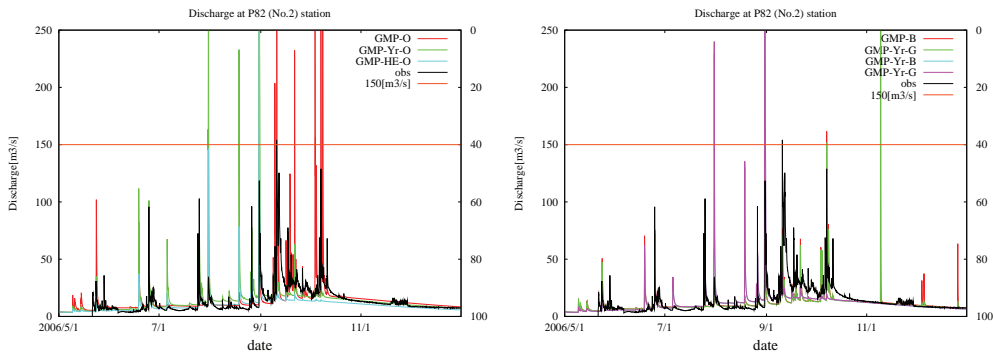 Discharge at P82 (No.2) station
250
200
150
100
50
0
0
20
40
60
80
100
Discharge[m3/s]
GMP-O
GMP-Yr-O
GMP-HE-O
obs
150[m3/s]
2006/5/1
7/1
9/1
11/1
date
Discharge at P82 (No.2) station
250
200
150
100
50
0
0
20
40
60
80
100
Discharge[m3/s]
GMP-B
GMP-Yr-G
GMP-Yr-B
GMP-Yr-G
obs
150[m3/s]
2006/5/1
7/1
9/1
11/1
date